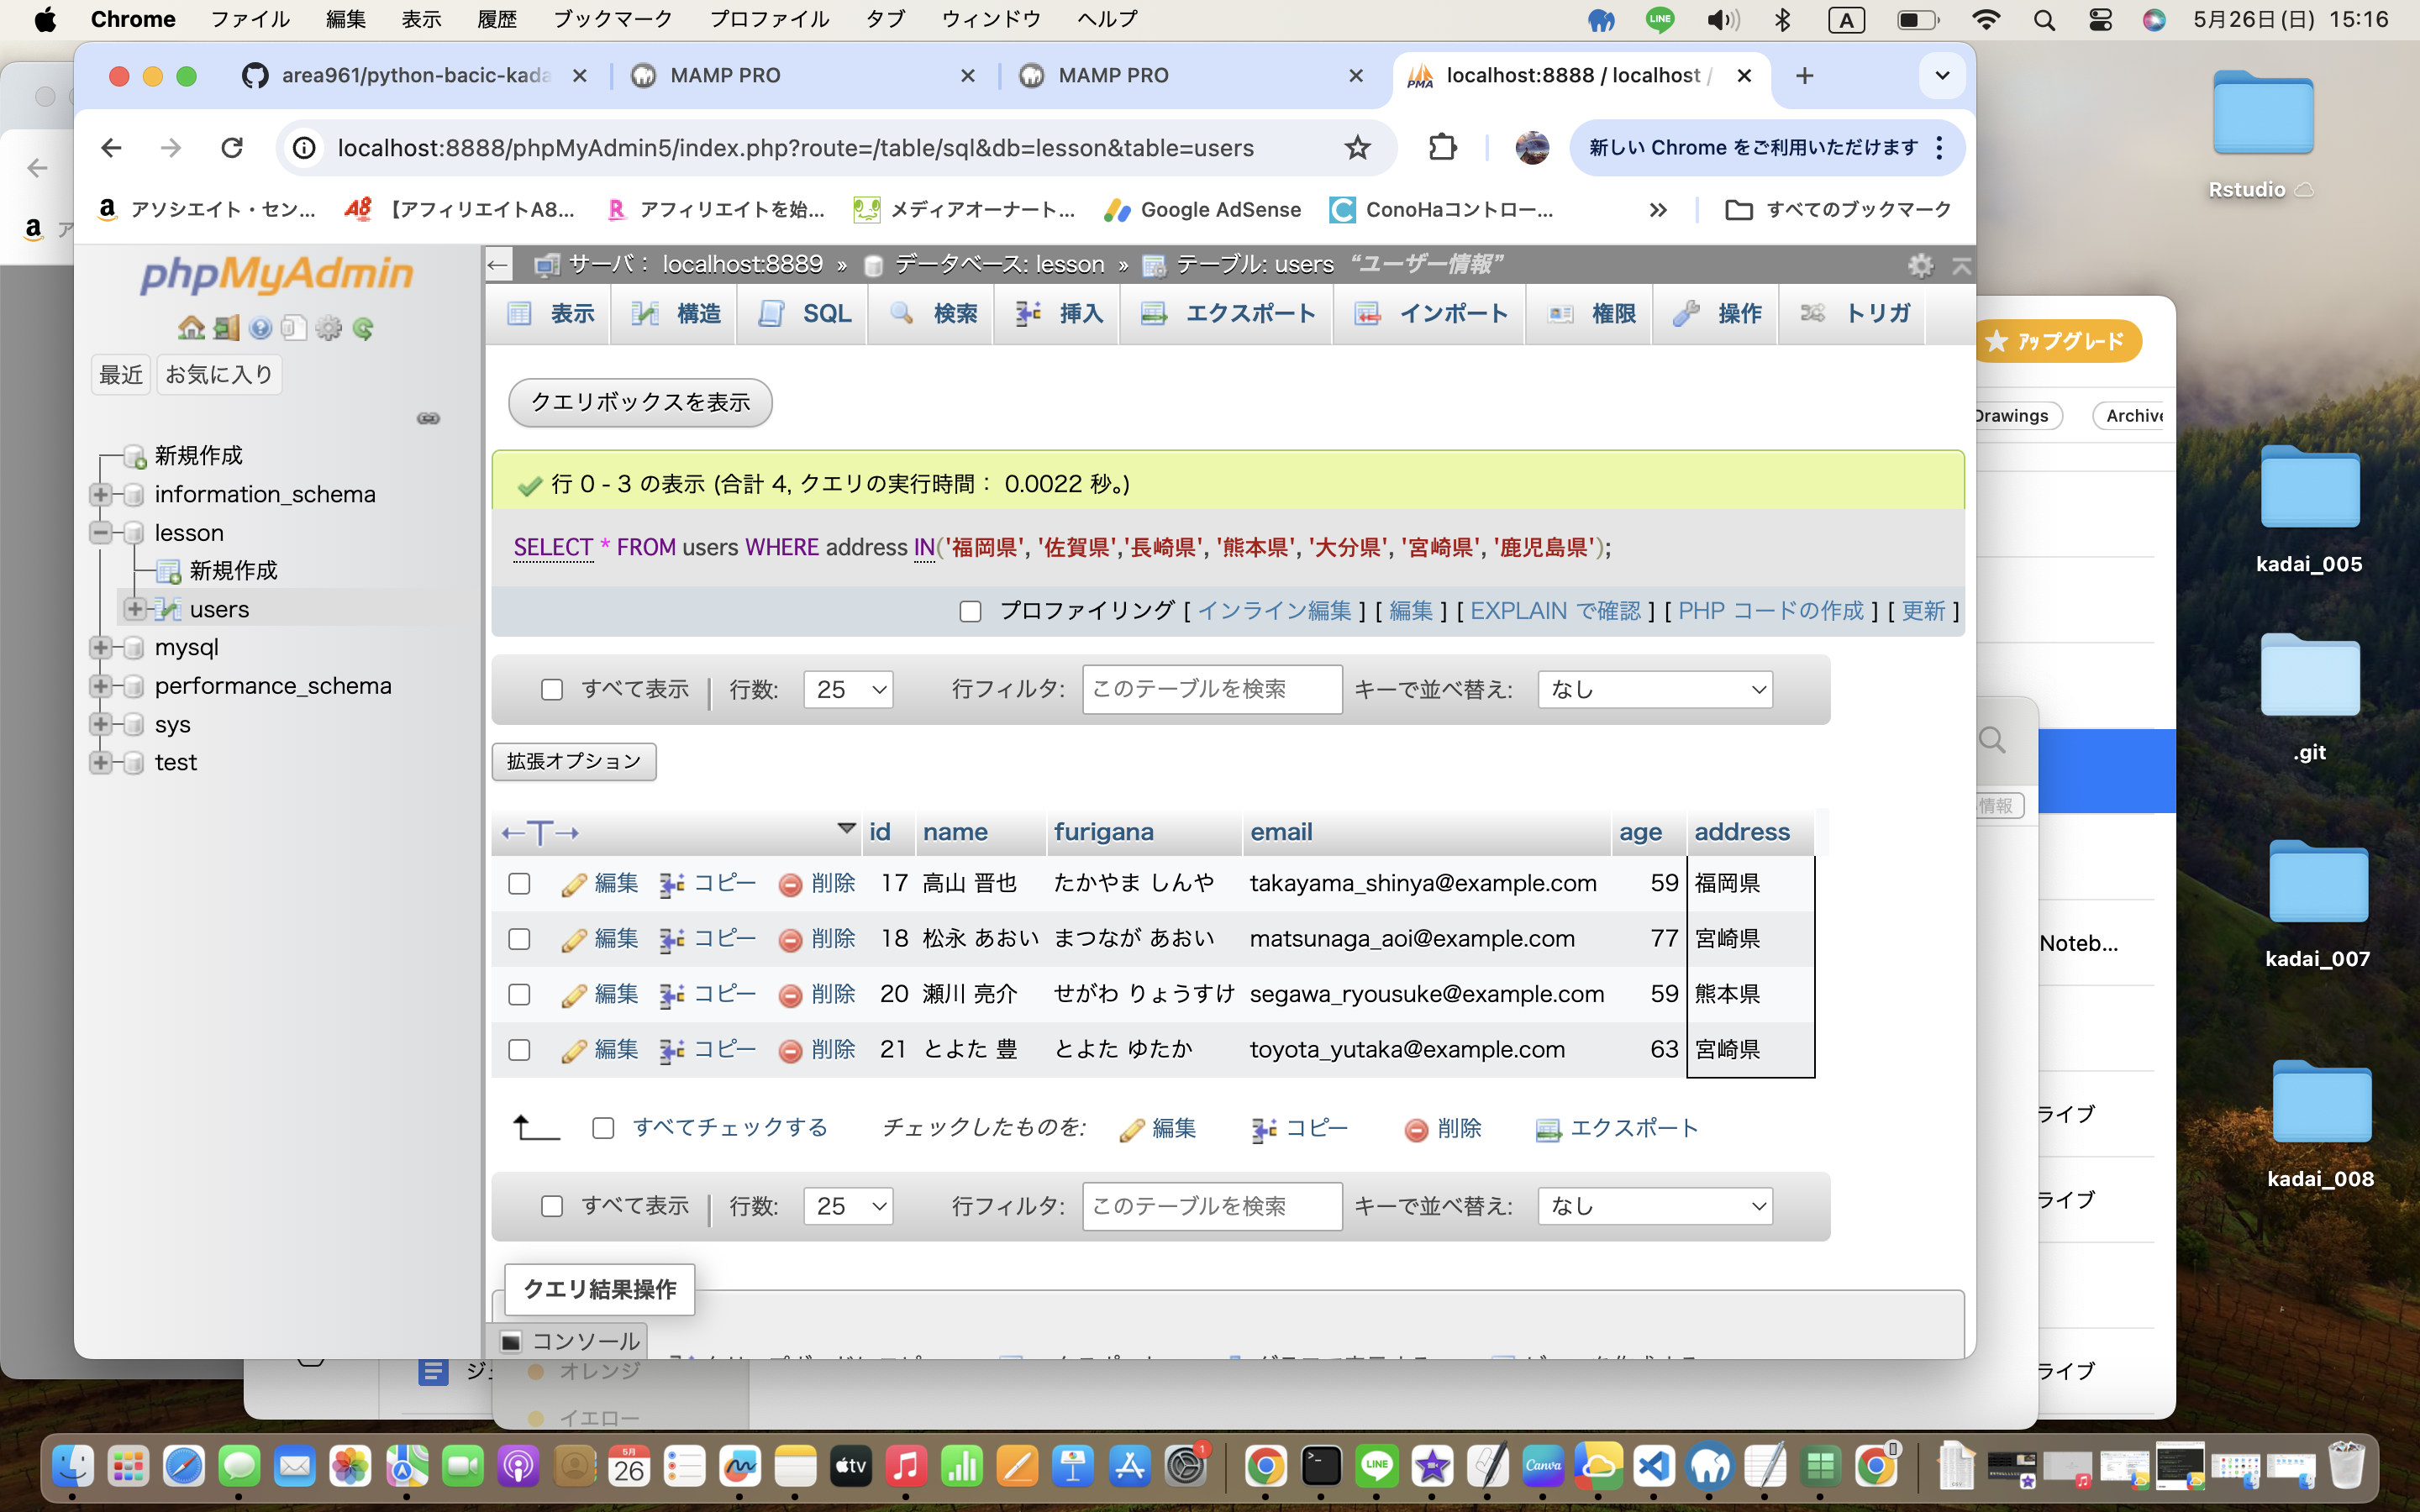 Chrome ファイル 編集 表示 履歴 ブックマーク プロファイル タブ ウィンドウ ヘルプ LINE A 5月26日(日) 15:16
area961/python-bacic-kada MAMP PRO MAMP PRO PMA localhost:8888 / localhost /
localhost:8888/phpMyAdmin5/index.php?route=/table/sql&db=lesson&table=users 新しい Chrome をご利用いただけます
アソシエイト・セン... 【アフィリエイトA8... アフィリエイトを始... メディアオーナート... Google AdSense ConoHaコントロー... » すべてのブックマーク
Rstudio
phpMyAdmin
サーバ: localhost:8889 » データベース: lesson » テーブル: users “ユーザー情報”
表示 構造 SQL 検索 挿入 エクスポート インポート 権限 操作 トリガ
アップグレード
最近 お気に入り
クエリボックスを表示
Drawings
新規作成
information_schema
lesson
新規作成
users
mysql
performance_schema
sys
test
行 0 - 3 の表示 (合計 4, クエリの実行時間: 0.0022 秒。)
SELECT * FROM users WHERE address IN('福岡県', '佐賀県','長崎県', '熊本県', '大分県', '宮崎県', '鹿児島県');
プロファイリング [ インライン編集 ] [ 編集 ] [ EXPLAIN で確認 ] [ PHP コードの作成 ] [ 更新 ]
すべて表示 行数: 25 行フィルタ: このテーブルを検索 キーで並べ替え: なし
拡張オプション
id name furigana email age address
編集 コピー 削除 17 高山 晋也 たかやま しんや takayama_shinya@example.com 59 福岡県
編集 コピー 削除 18 松永 あおい まつなが あおい matsunaga_aoi@example.com 77 宮崎県
編集 コピー 削除 20 瀬川 亮介 せがわ りょうすけ segawa_ryousuke@example.com 59 熊本県
編集 コピー 削除 21 とよた 豊 とよた ゆたか toyota_yutaka@example.com 63 宮崎県
すべてチェックする チェックしたものを: 編集 コピー 削除 エクスポート
すべて表示 行数: 25 行フィルタ: このテーブルを検索 キーで並べ替え: なし
クエリ結果操作
コンソール
オレンジ
イエロー
情報
Noteb...
ライブ
ライブ
ライブ
kadai_005
.git
kadai_007
kadai_008
5月
26
tv
1
LINE
Canva